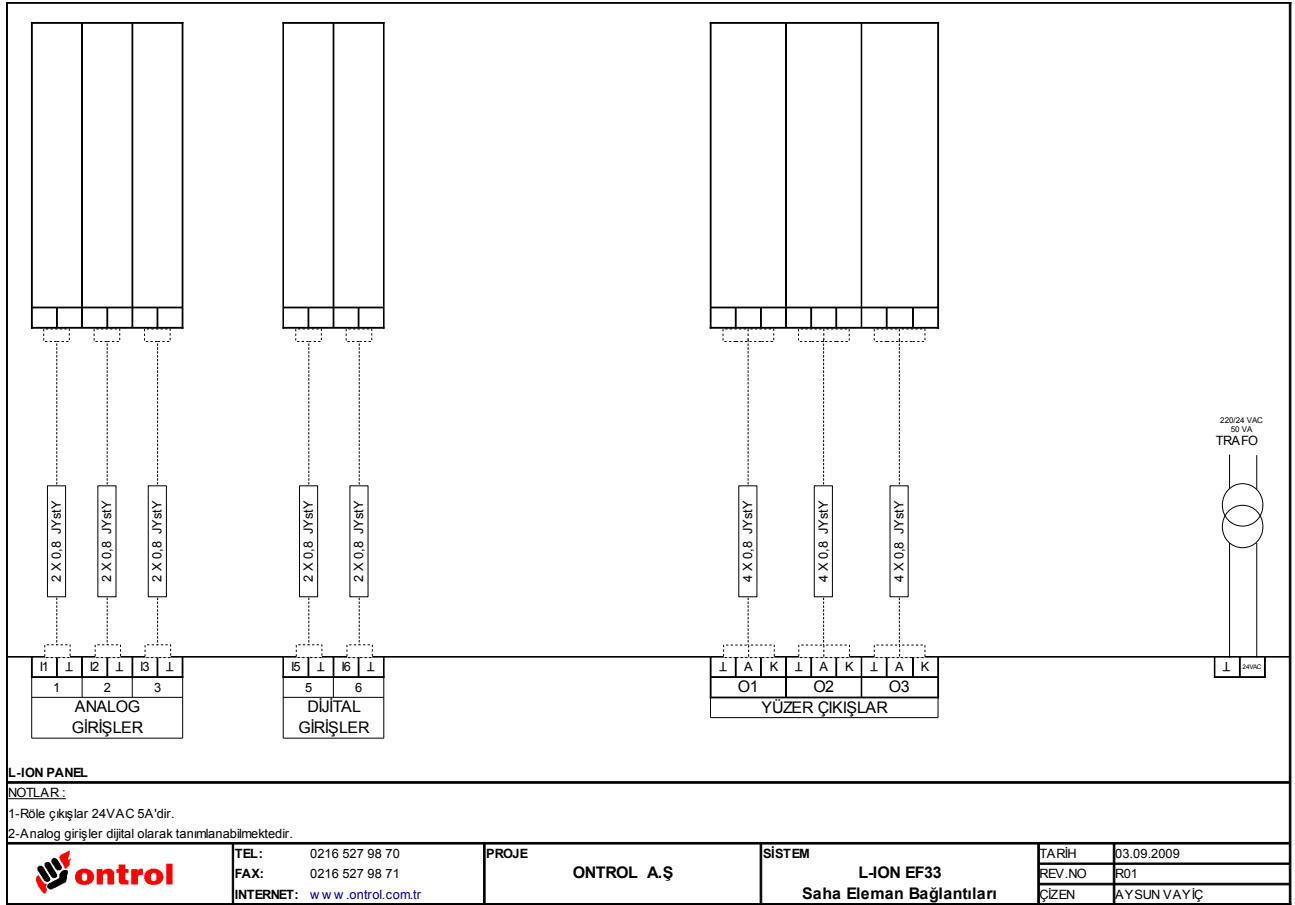 220/24 VAC
50 VA
TRAFO
2 X 0,8 JYstY
2 X 0,8 JYstY
2 X 0,8 JYstY
2 X 0,8 JYstY
2 X 0,8 JYstY
4 X 0,8 JYstY
4 X 0,8 JYstY
4 X 0,8 JYstY
I1 ⊥ I2 ⊥ I3 ⊥ I5 ⊥ I6 ⊥ ⊥ A K ⊥ A K ⊥ A K ⊥ 24VAC
1 2 3 5 6 O1 O2 O3
ANALOG
GİRİŞLER
DİJİTAL
GİRİŞLER
YÜZER ÇIKIŞLAR
L-ION PANEL
NOTLAR :
1-Röle çıkışlar 24VAC 5A'dir.
2-Analog girişler dijital olarak tanımlanabilmektedir.
ontrol
TEL: 0216 527 98 70
FAX: 0216 527 98 71
INTERNET: www.ontrol.com.tr
PROJE
ONTROL A.Ş
SİSTEM
L-ION EF33
Saha Eleman Bağlantıları
TARİH 03.09.2009
REV.NO R01
ÇİZEN AYSUN VAYİÇ